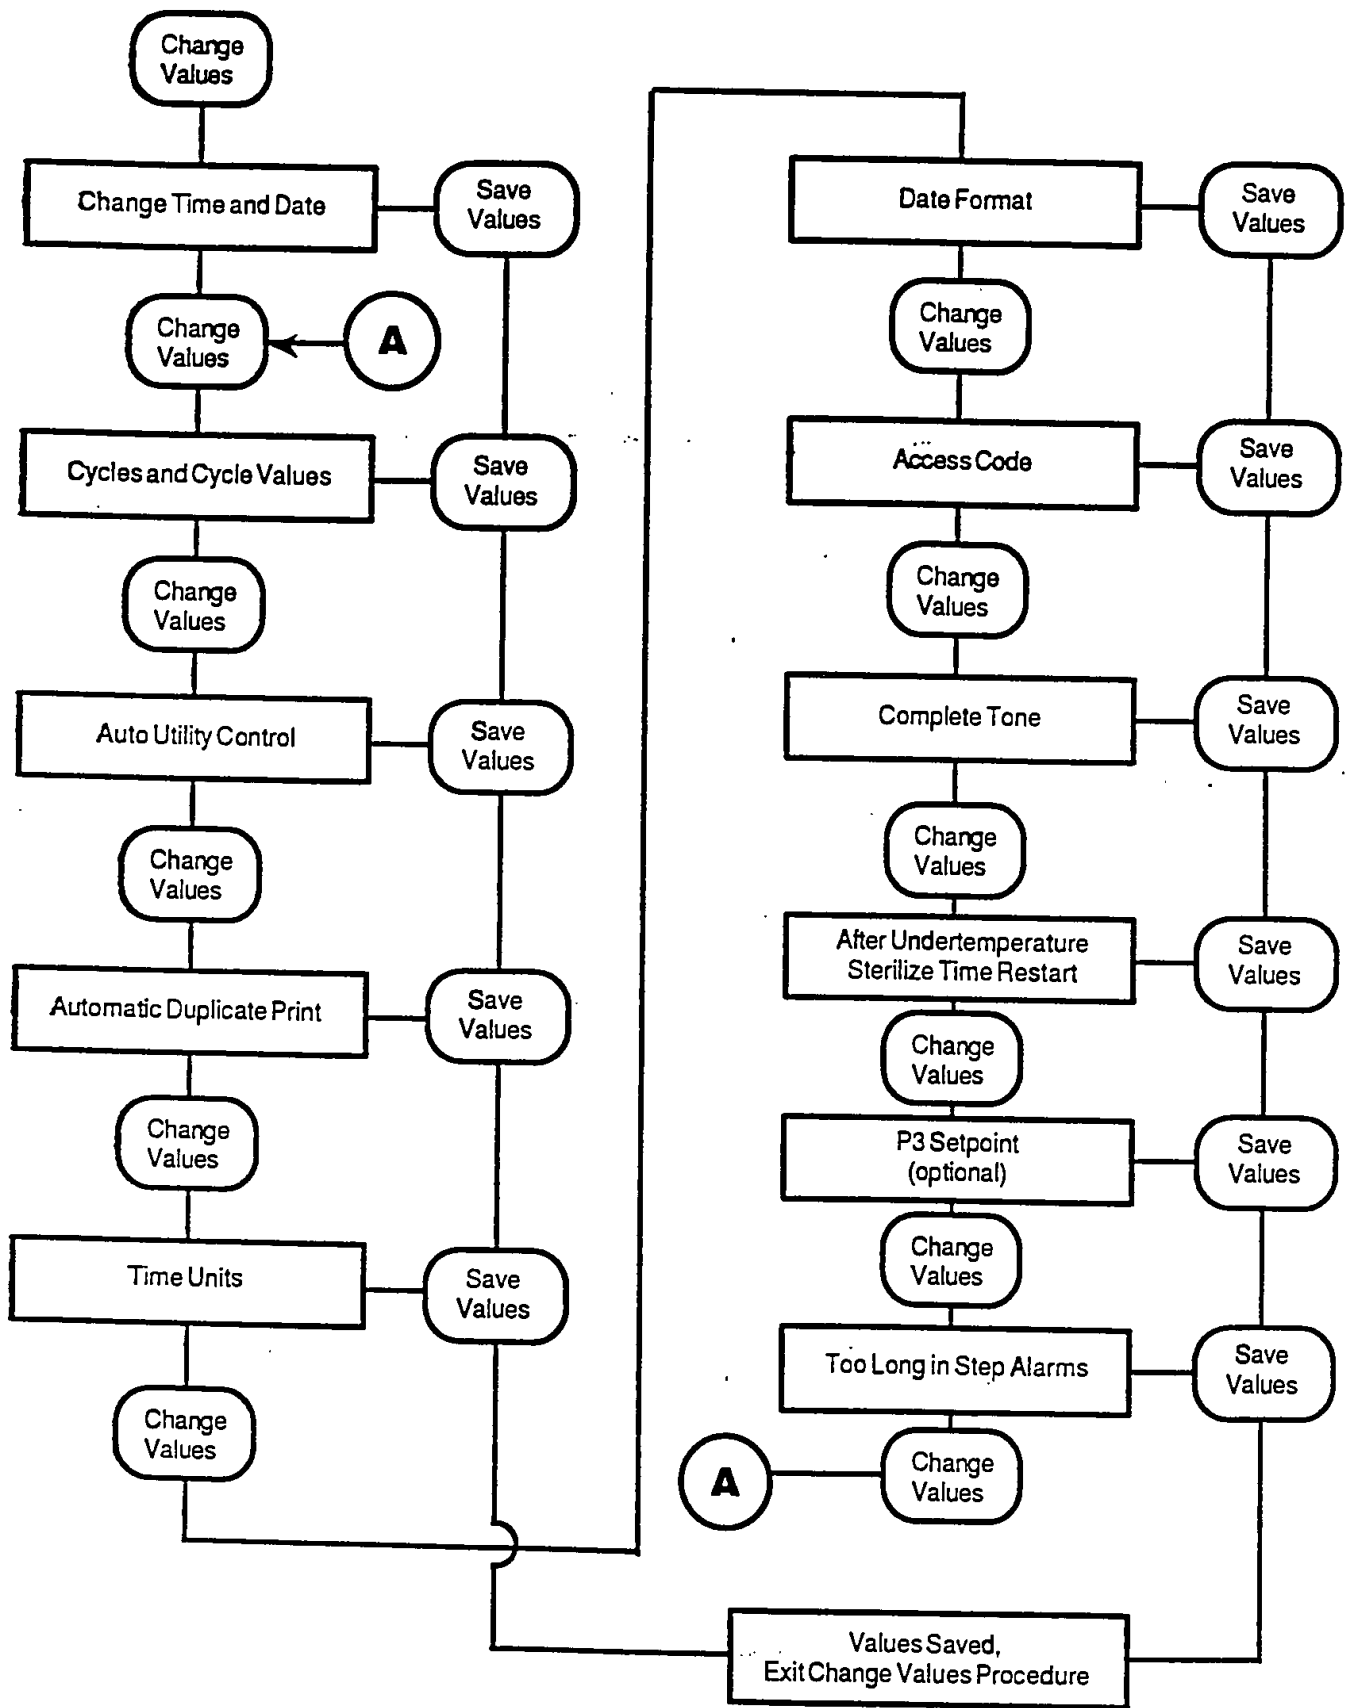 Change
Values
Change Time and Date
Save
Values
Change
Values
A
Cycles and Cycle Values
Save
Values
Change
Values
Auto Utility Control
Save
Values
Change
Values
Automatic Duplicate Print
Save
Values
Change
Values
Time Units
Save
Values
Change
Values
Date Format
Save
Values
Change
Values
Access Code
Save
Values
Change
Values
Complete Tone
Save
Values
Change
Values
After Undertemperature
Sterilize Time Restart
Save
Values
Change
Values
P3 Setpoint
(optional)
Save
Values
Change
Values
Too Long in Step Alarms
Save
Values
A
Change
Values
Values Saved,
Exit Change Values Procedure